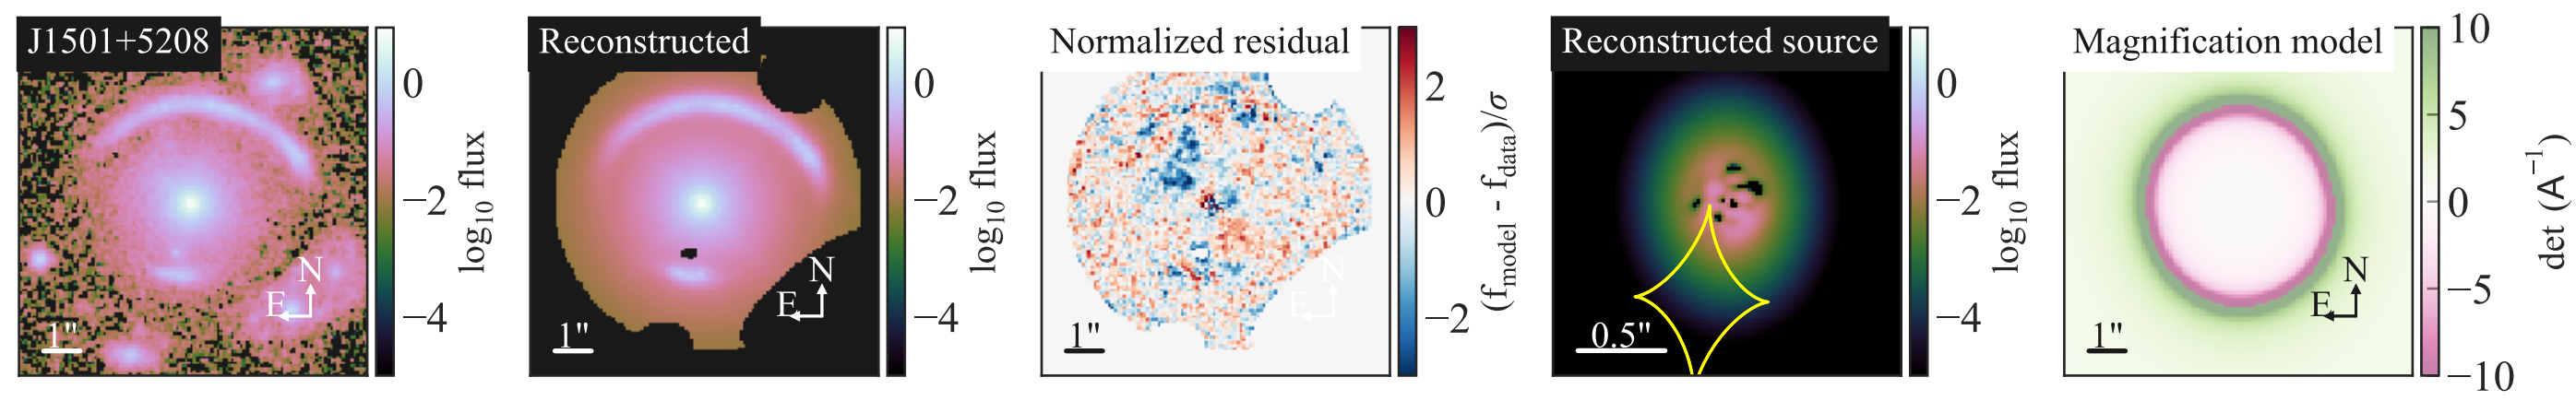 J1501+5208
N
E
1"
0
−2
−4
log10 flux
Reconstructed
N
E
1"
0
−2
−4
log10 flux
Normalized residual
N
E
1"
2
0
−2
(fmodel - fdata)/σ
Reconstructed source
0.5"
0
−2
−4
log10 flux
Magnification model
N
E
1"
10
5
0
−5
−10
det (A−1)